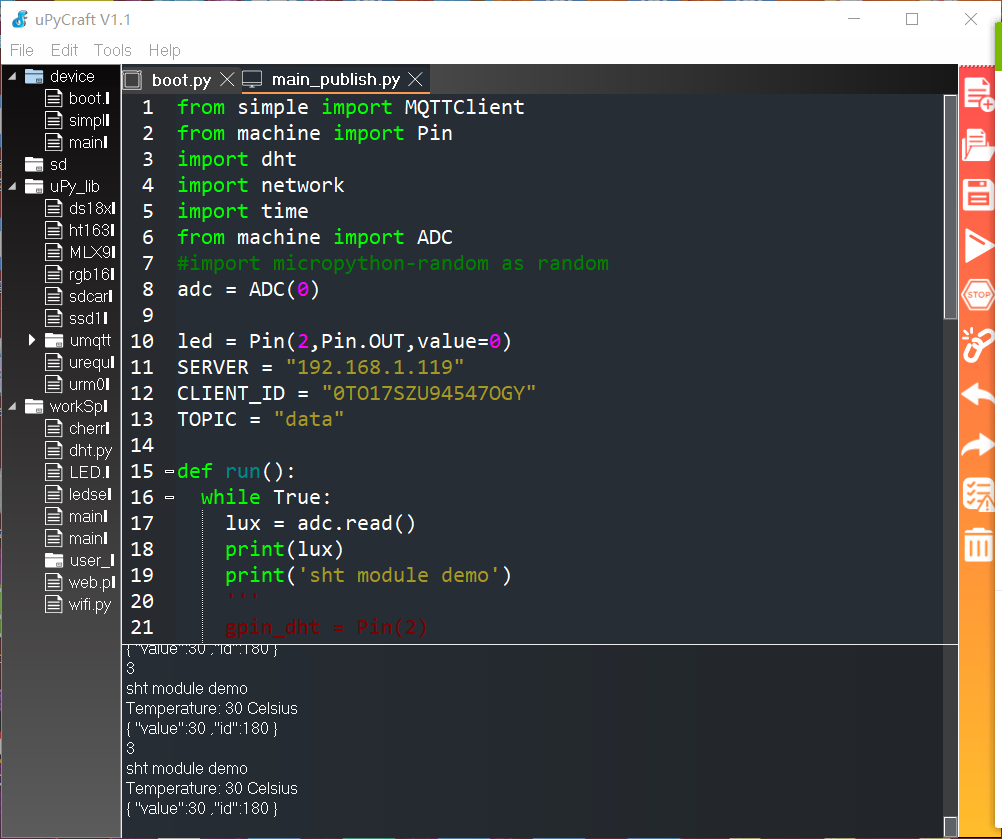 uPyCraft V1.1
File Edit Tools Help
device
boot.
simpl
main
sd
uPy_lib
ds18x
ht163
MLX9
rgb16
sdcar
ssd1
umqtt
urequ
urm0
workSp
cherr
dht.py
LED.
ledse
main
main
user_
web.p
wifi.py
boot.py main_publish.py
1 from simple import MQTTClient
2 from machine import Pin
3 import dht
4 import network
5 import time
6 from machine import ADC
7 #import micropython-random as random
8 adc = ADC(0)
9
10 led = Pin(2,Pin.OUT,value=0)
11 SERVER = "192.168.1.119"
12 CLIENT_ID = "0TO17SZU94547OGY"
13 TOPIC = "data"
14
15 def run():
16 while True:
17 lux = adc.read()
18 print(lux)
19 print('sht module demo')
20 '''
21 gpin_dht = Pin(2)
{ "value":30 ,"id":180 }
3
sht module demo
Temperature: 30 Celsius
{ "value":30 ,"id":180 }
3
sht module demo
Temperature: 30 Celsius
{ "value":30 ,"id":180 }
STOP